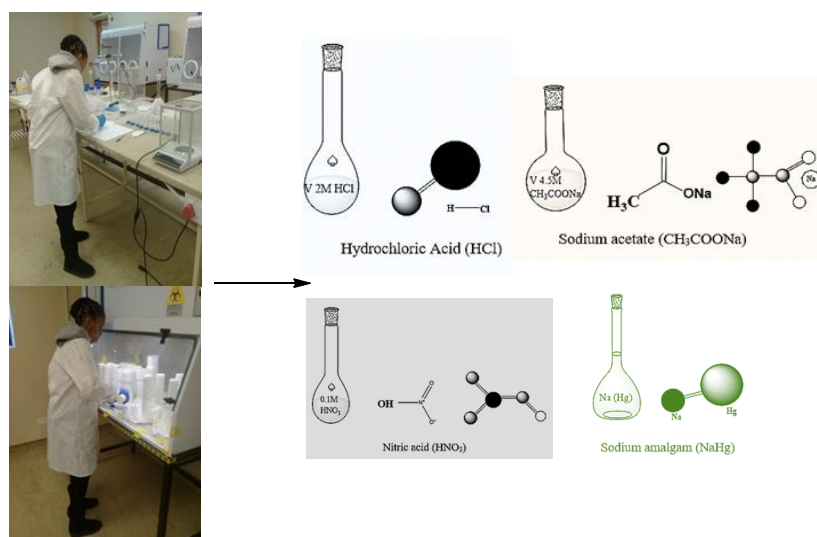 V 2M HCl
H—Cl
Hydrochloric Acid (HCl)
V 4.5M
CH₃COONa
O
ONa
H₃C
Na
Sodium acetate (CH₃COONa)
0.1M
HNO₃
O
OH N⁺
O⁻
Nitric acid (HNO₃)
Na (Hg)
Na
Hg
Sodium amalgam (NaHg)